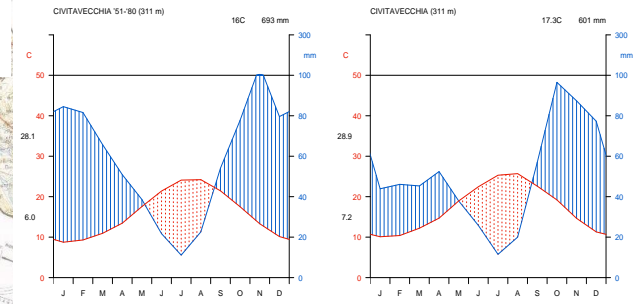 CIVITAVECCHIA '51-'80 (311 m)
16C 693 mm
300
C mm
50 100
40 80
28.1
30 60
20 40
6.0
10 20
0 0
J F M A M J J A S O N D
CIVITAVECCHIA (311 m)
17.3C 601 mm
300
C mm
50 100
40 80
28.9
30 60
20 40
7.2
10 20
0 0
J F M A M J J A S O N D